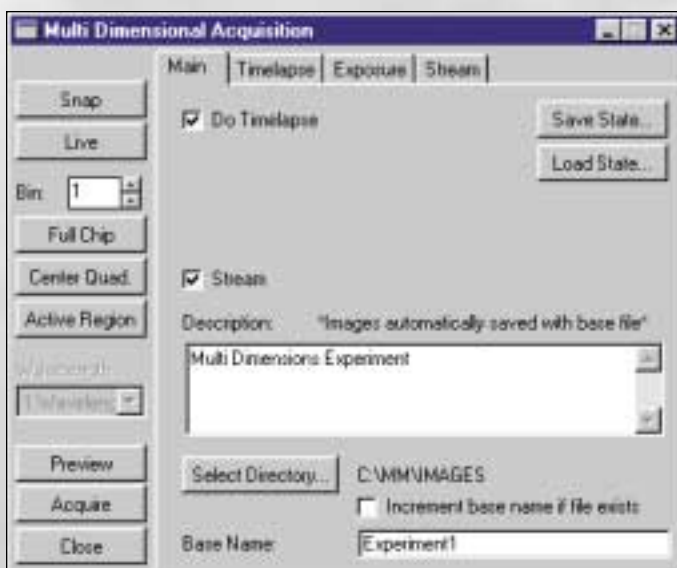 Multi Dimensional Acquisition
Main
Timelapse
Exposure
Stream
Snap
Live
Bin: 1
Full Chip
Center Quad.
Active Region
Preview
Acquire
Close
Do Timelapse
Save State...
Load State...
Stream
Description: *Images automatically saved with base file*
Multi Dimensions Experiment
Select Directory... C:\MM\IMAGES
Increment base name if file exists
Base Name: Experiment1